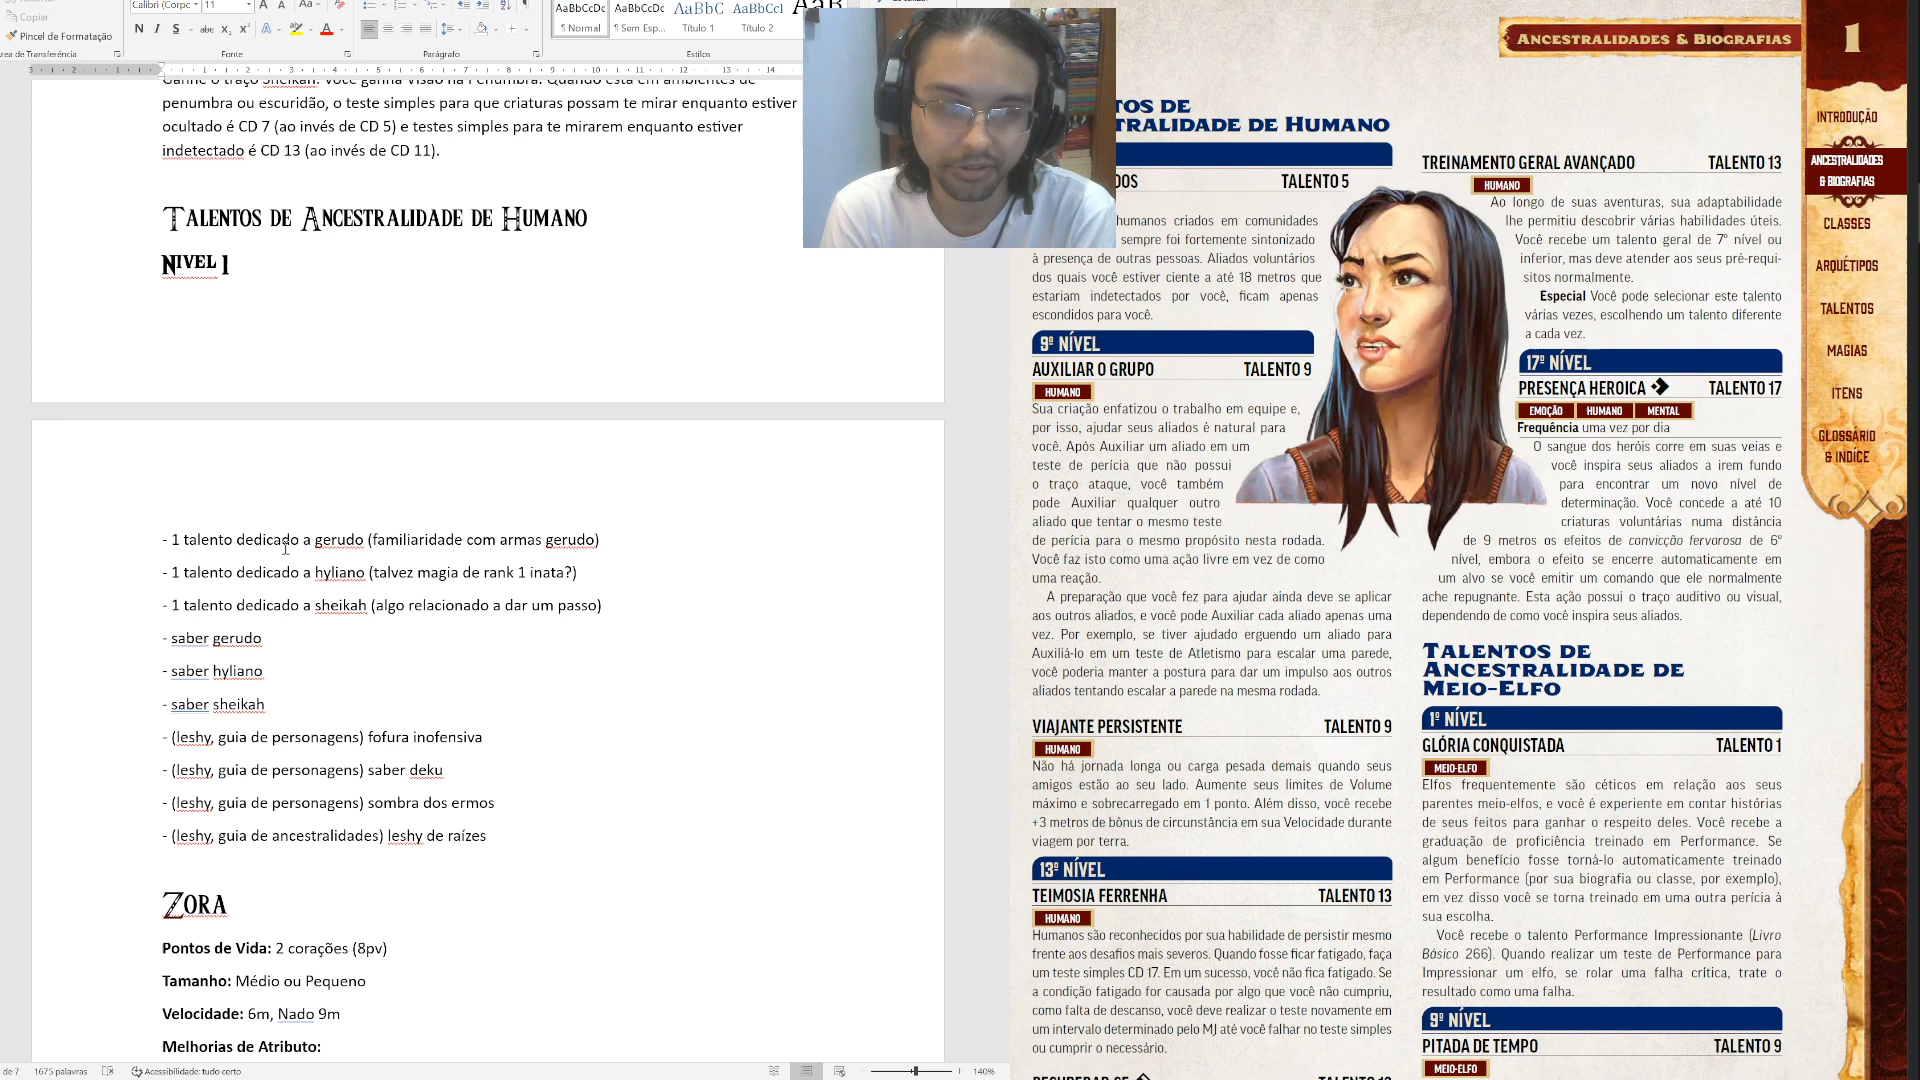 Copiar
Pincel de Formatação
Calibri (Corpo
11
N I S abc x₂ x²
Fonte
Parágrafo
AaBbCcDc AaBbCcDc AaBbC AaBbCcI
Normal
Sem Esp...
Título 1
Título 2
Estilos
penumbra ou escuridão, o teste simples para que criaturas possam te mirar enquanto estiver
ocultado é CD 7 (ao invés de CD 5) e testes simples para te mirarem enquanto estiver
indetectado é CD 13 (ao invés de CD 11).
Talentos de Ancestralidade de Humano
Nivel 1
- 1 talento dedicado a gerudo (familiaridade com armas gerudo)
- 1 talento dedicado a hyliano (talvez magia de rank 1 inata?)
- 1 talento dedicado a sheikah (algo relacionado a dar um passo)
- saber gerudo
- saber hyliano
- saber sheikah
- (leshy, guia de personagens) fofura inofensiva
- (leshy, guia de personagens) saber deku
- (leshy, guia de personagens) sombra dos ermos
- (leshy, guia de ancestralidades) leshy de raízes
Zora
Pontos de Vida: 2 corações (8pv)
Tamanho: Médio ou Pequeno
Velocidade: 6m, Nado 9m
Melhorias de Atributo:
de 7
1675 palavras
Acessibilidade: tudo certo
140%
Ancestralidades & Biografias
1
TALENTO 5
humanos criados em comunidades
sempre foi fortemente sintonizado
à presença de outras pessoas. Aliados voluntários
dos quais você estiver ciente a até 18 metros que
estariam indetectados por você, ficam apenas
escondidos para você.
9º NÍVEL
AUXILIAR O GRUPO TALENTO 9
HUMANO
Sua criação enfatizou o trabalho em equipe e,
por isso, ajudar seus aliados é natural para
você. Após Auxiliar um aliado em um
teste de perícia que não possui
o traço ataque, você também
pode Auxiliar qualquer outro
aliado que tentar o mesmo teste
de perícia para o mesmo propósito nesta rodada.
Você faz isto como uma ação livre em vez de como
uma reação.
A preparação que você fez para ajudar ainda deve se aplicar
aos outros aliados, e você pode Auxiliar cada aliado apenas uma
vez. Por exemplo, se tiver ajudado erguendo um aliado para
Auxiliá-lo em um teste de Atletismo para escalar uma parede,
você poderia manter a postura para dar um impulso aos outros
aliados tentando escalar a parede na mesma rodada.
VIAJANTE PERSISTENTE TALENTO 9
HUMANO
Não há jornada longa ou carga pesada demais quando seus
amigos estão ao seu lado. Aumente seus limites de Volume
máximo e sobrecarregado em 1 ponto. Além disso, você recebe
+3 metros de bônus de circunstância em sua Velocidade durante
viagem por terra.
13º NÍVEL
TEIMOSIA FERRENHA TALENTO 13
HUMANO
Humanos são reconhecidos por sua habilidade de persistir mesmo
frente aos desafios mais severos. Quando fosse ficar fatigado, faça
um teste simples CD 17. Em um sucesso, você não fica fatigado. Se
a condição fatigado for causada por algo que você não cumpriu,
como falta de descanso, você deve realizar o teste novamente em
um intervalo determinado pelo MJ até você falhar no teste simples
ou cumprir o necessário.
TREINAMENTO GERAL AVANÇADO TALENTO 13
HUMANO
Ao longo de suas aventuras, sua adaptabilidade
lhe permitiu descobrir várias habilidades úteis.
Você recebe um talento geral de 7º nível ou
inferior, mas deve atender aos seus pré-requi-
sitos normalmente.
Especial Você pode selecionar este talento
várias vezes, escolhendo um talento diferente
a cada vez.
17º NÍVEL
PRESENÇA HEROICA TALENTO 17
EMOÇÃO HUMANO MENTAL
Frequência uma vez por dia
O sangue dos heróis corre em suas veias e
você inspira seus aliados a irem fundo
para encontrar um novo nível de
determinação. Você concede a até 10
criaturas voluntárias numa distância
de 9 metros os efeitos de convicção fervorosa de 6º
nível, embora o efeito se encerre automaticamente em
um alvo se você emitir um comando que ele normalmente
ache repugnante. Esta ação possui o traço auditivo ou visual,
dependendo de como você inspira seus aliados.
Talentos de
Ancestralidade de
Meio-Elfo
1º NÍVEL
GLÓRIA CONQUISTADA TALENTO 1
MEIO-ELFO
Elfos frequentemente são céticos em relação aos seus
parentes meio-elfos, e você é experiente em contar histórias
de seus feitos para ganhar o respeito deles. Você recebe a
graduação de proficiência treinado em Performance. Se
algum benefício fosse torná-lo automaticamente treinado
em Performance (por sua biografia ou classe, por exemplo),
em vez disso você se torna treinado em uma outra perícia à
sua escolha.
Você recebe o talento Performance Impressionante (Livro
Básico 266). Quando realizar um teste de Performance para
Impressionar um elfo, se rolar uma falha crítica, trate o
resultado como uma falha.
9º NÍVEL
PITADA DE TEMPO TALENTO 9
MEIO-ELFO
INTRODUÇÃO
ANCESTRALIDADES
& BIOGRAFIAS
CLASSES
ARQUÉTIPOS
TALENTOS
MAGIAS
ITENS
GLOSSÁRIO
& INDÍCE